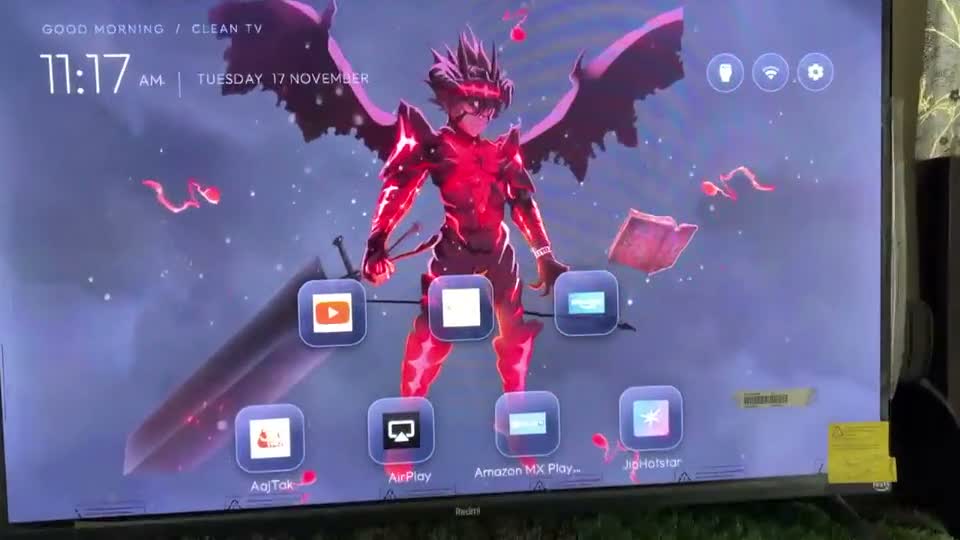 GOOD MORNING / CLEAN TV
11:17 AM | TUESDAY 17 NOVEMBER
AajTak
AirPlay
Amazon MX Play...
JioHotstar
Redmi